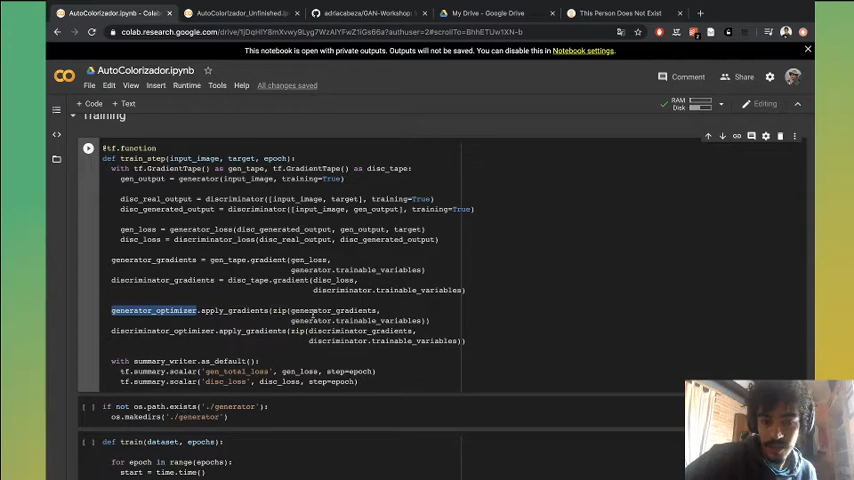 AutoColorizador.ipynb - Colab
AutoColorizador_Unfinished.ip
adriacabeza/GAN-Workshop:
My Drive - Google Drive
This Person Does Not Exist
This notebook is open with private outputs. Outputs will not be saved. You can disable this in Notebook settings.
AutoColorizador.ipynb
Comment
Share
File Edit View Insert Runtime Tools Help All changes saved
+ Code + Text
RAM
Disk
Editing
Training
@tf.function
def train_step(input_image, target, epoch):
with tf.GradientTape() as gen_tape, tf.GradientTape() as disc_tape:
gen_output = generator(input_image, training=True)
disc_real_output = discriminator([input_image, target], training=True)
disc_generated_output = discriminator([input_image, gen_output], training=True)
gen_loss = generator_loss(disc_generated_output, gen_output, target)
disc_loss = discriminator_loss(disc_real_output, disc_generated_output)
generator_gradients = gen_tape.gradient(gen_loss,
generator.trainable_variables)
discriminator_gradients = disc_tape.gradient(disc_loss,
discriminator.trainable_variables)
generator_optimizer.apply_gradients(zip(generator_gradients,
generator.trainable_variables))
discriminator_optimizer.apply_gradients(zip(discriminator_gradients,
discriminator.trainable_variables))
with summary_writer.as_default():
tf.summary.scalar('gen_total_loss', gen_loss, step=epoch)
tf.summary.scalar('disc_loss', disc_loss, step=epoch)
[ ] if not os.path.exists('./generator'):
os.makedirs('./generator')
[ ] def train(dataset, epochs):
for epoch in range(epochs):
start = time.time()